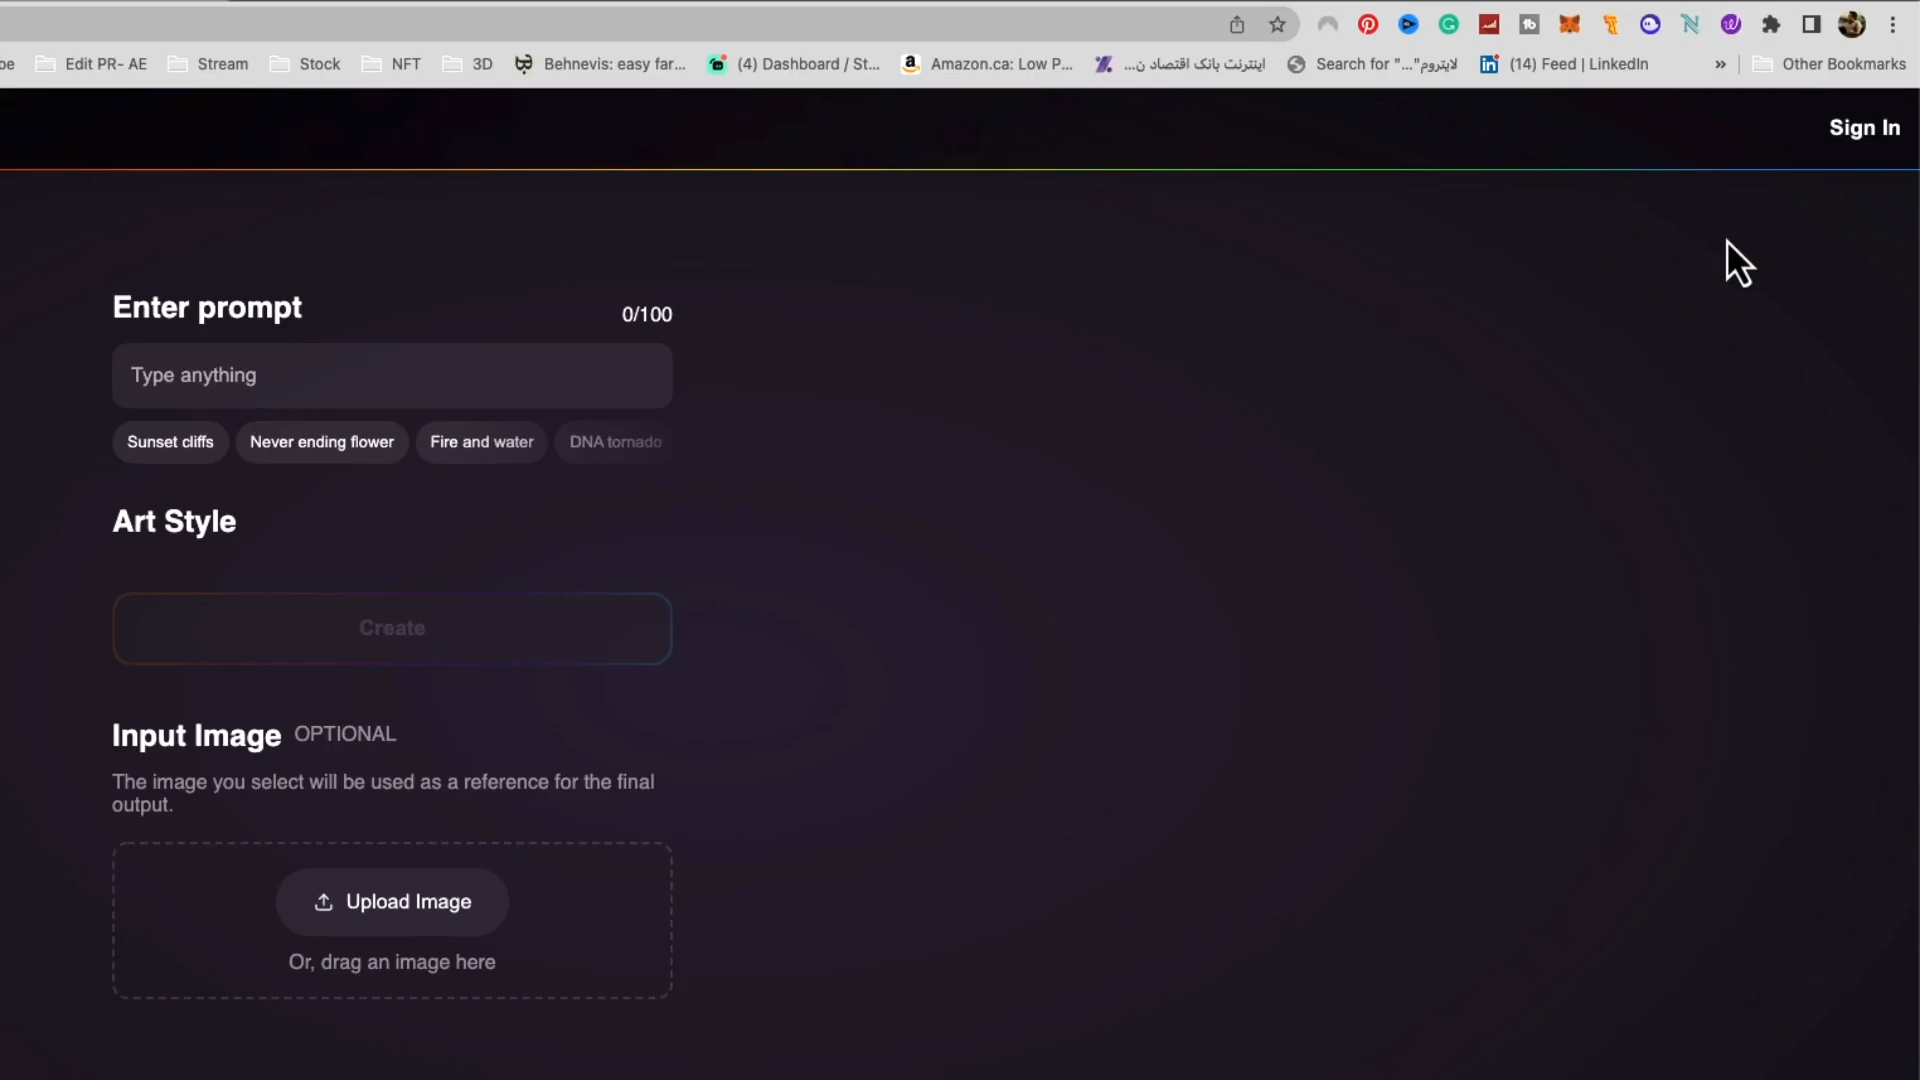 be Edit PR- AE Stream Stock NFT 3D Behnevis: easy far... (4) Dashboard / St... Amazon.ca: Low P... اینترنت بانک اقتصاد ن... Search for "..."لایتروم (14) Feed | LinkedIn » Other Bookmarks
Sign In
Enter prompt 0/100
Type anything
Sunset cliffs Never ending flower Fire and water DNA tornado
Art Style
Create
Input Image OPTIONAL
The image you select will be used as a reference for the final
output.
Upload Image
Or, drag an image here